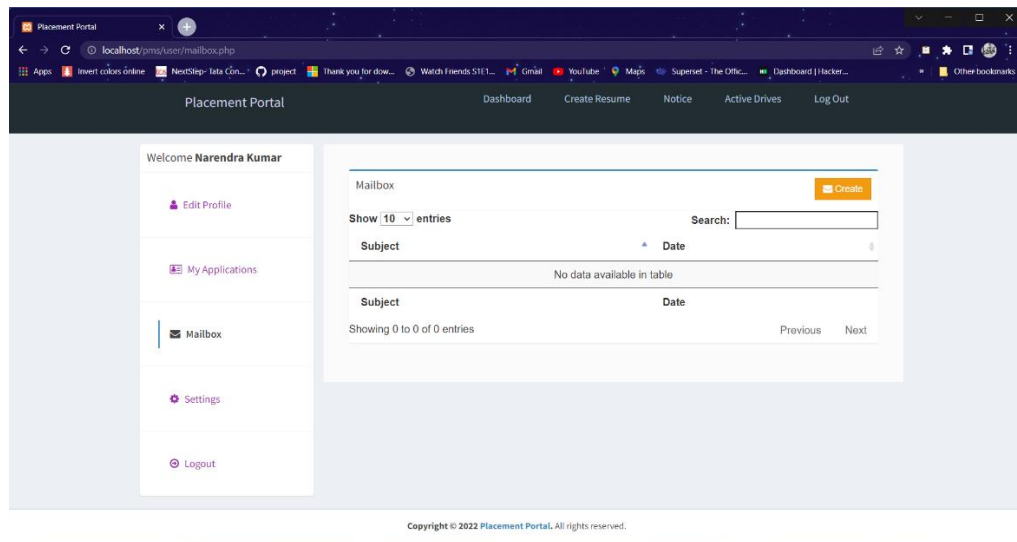 Placement Portal
localhost/pms/user/mailbox.php
Apps Invert colors online NextStep- Tata Con... project Thank you for dow... Watch Friends S1E1... Gmail YouTube Maps Superset - The Offic... Dashboard | Hacker... » Other bookmarks
Placement Portal Dashboard Create Resume Notice Active Drives Log Out
Welcome Narendra Kumar
Edit Profile
My Applications
Mailbox
Settings
Logout
Mailbox Create
Show 10 entries Search:
Subject Date
No data available in table
Subject Date
Showing 0 to 0 of 0 entries Previous Next
Copyright © 2022 Placement Portal. All rights reserved.